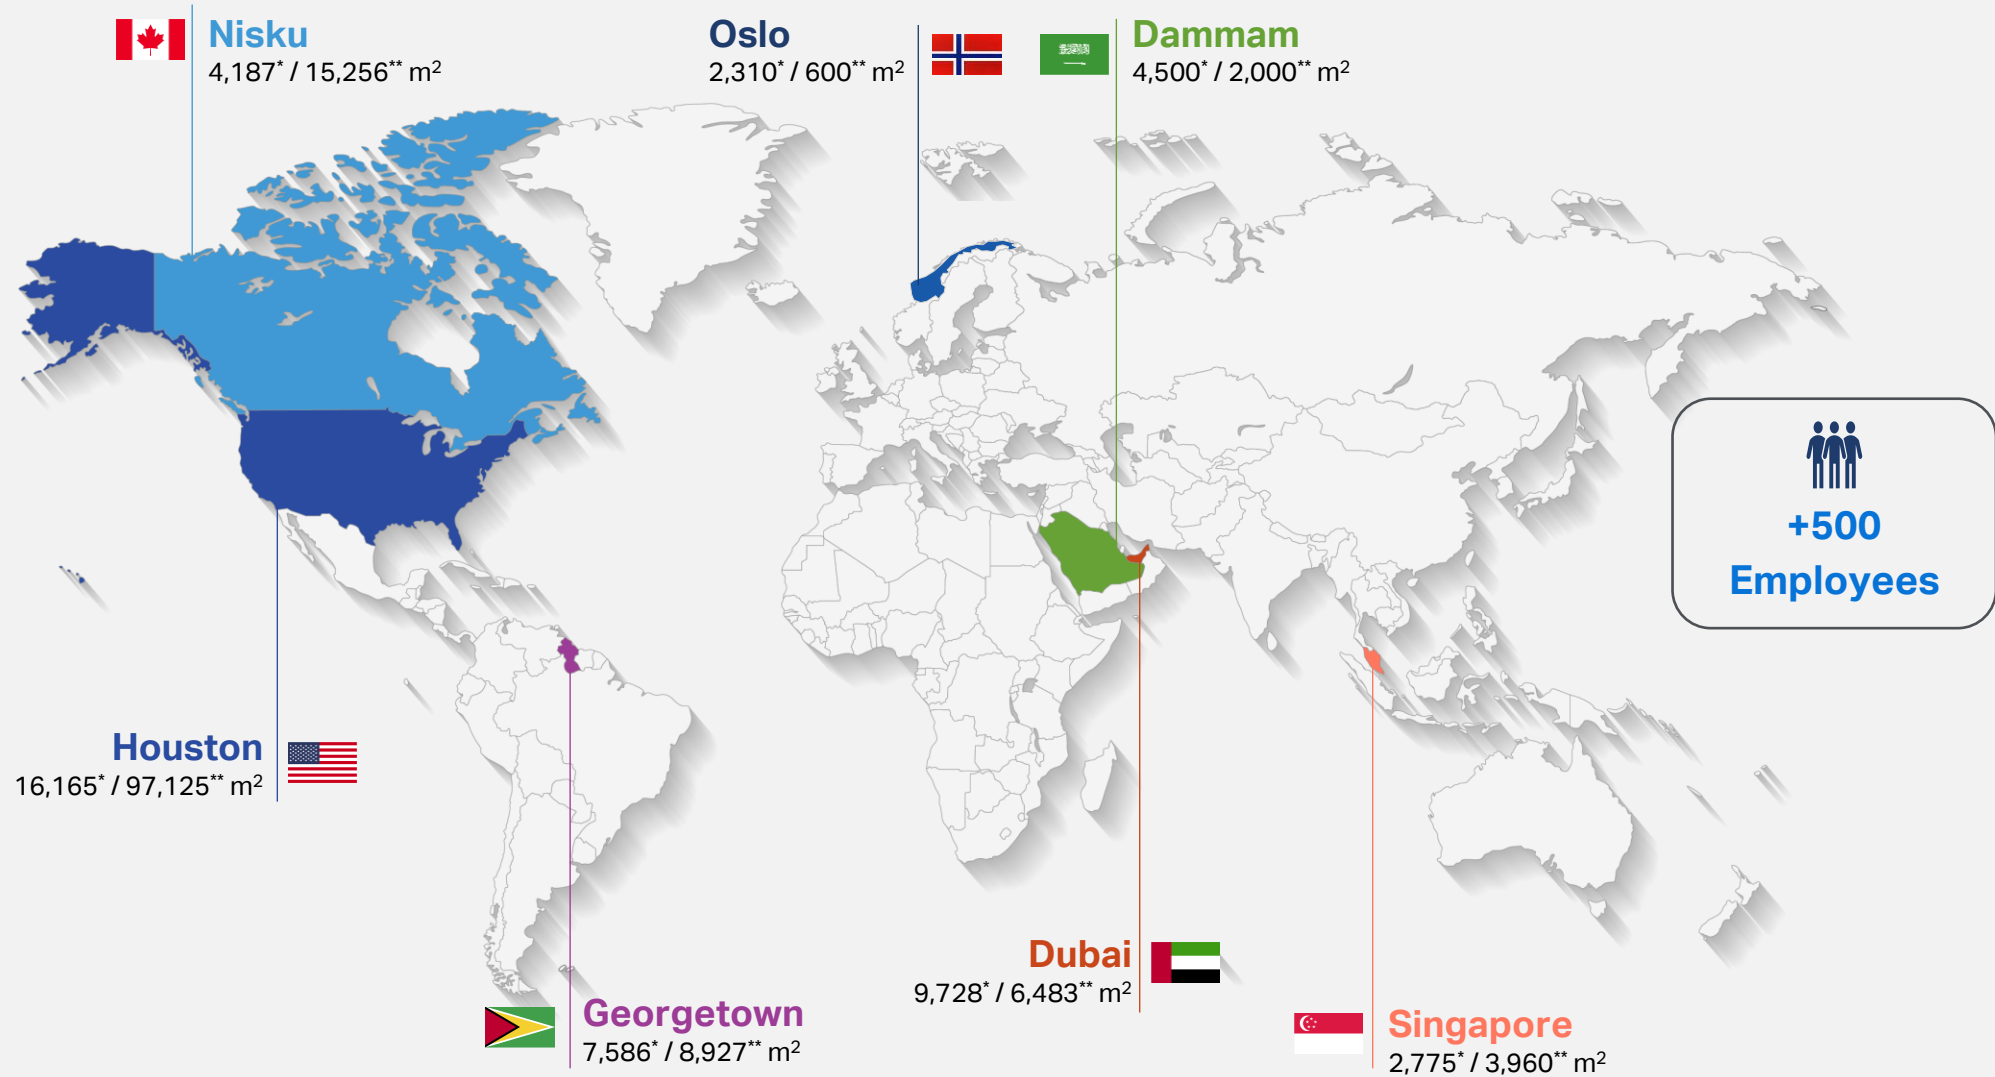 Nisku
4,187* / 15,256** m²
Oslo
2,310* / 600** m²
Dammam
4,500* / 2,000** m²
+500
Employees
Houston
16,165* / 97,125** m²
Dubai
9,728* / 6,483** m²
Georgetown
7,586* / 8,927** m²
Singapore
2,775* / 3,960** m²